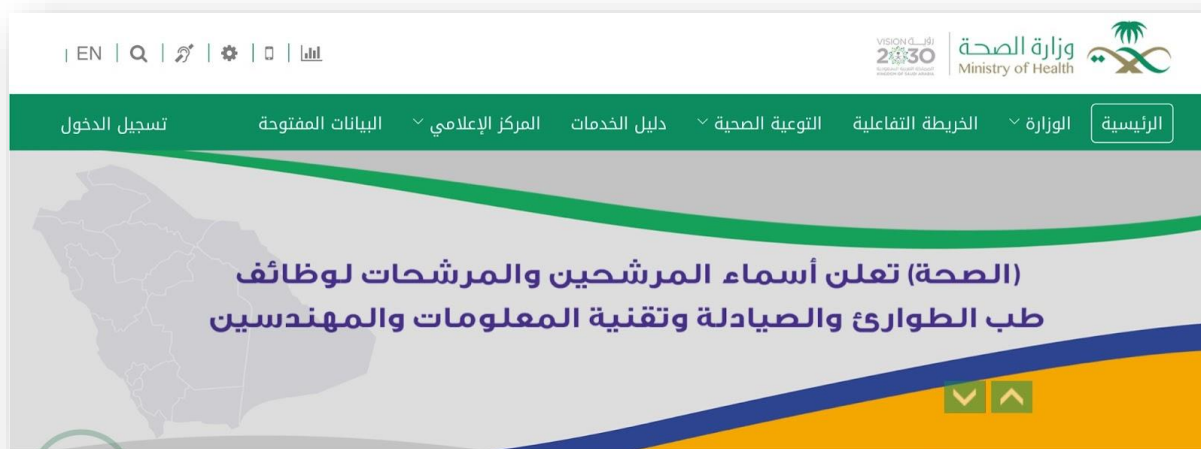 وزارة الصحة
Ministry of Health
VISION رؤيــــة
2030
EN
الرئيسية
الوزارة
الخريطة التفاعلية
التوعية الصحية
دليل الخدمات
المركز الإعلامي
البيانات المفتوحة
تسجيل الدخول
(الصحة) تعلن أسماء المرشحين والمرشحات لوظائف
طب الطوارئ والصيادلة وتقنية المعلومات والمهندسين